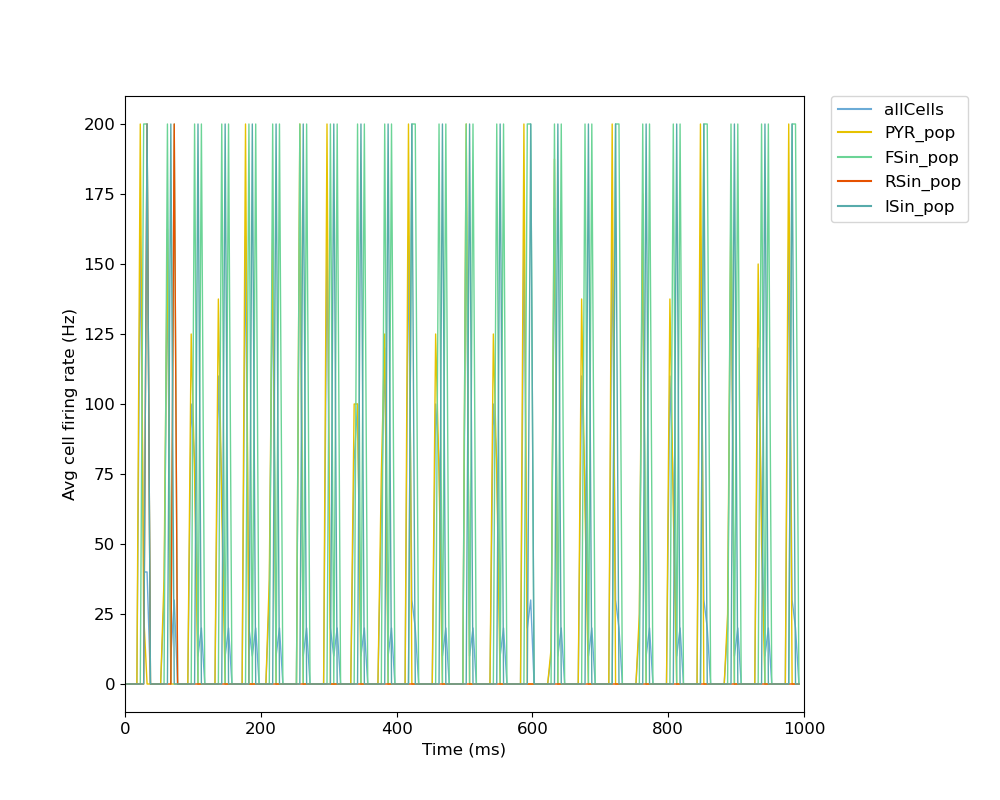 200
175
150
125
100
75
50
25
0
Avg cell firing rate (Hz)
0 200 400 600 800 1000
Time (ms)
allCells
PYR_pop
FSin_pop
RSin_pop
ISin_pop